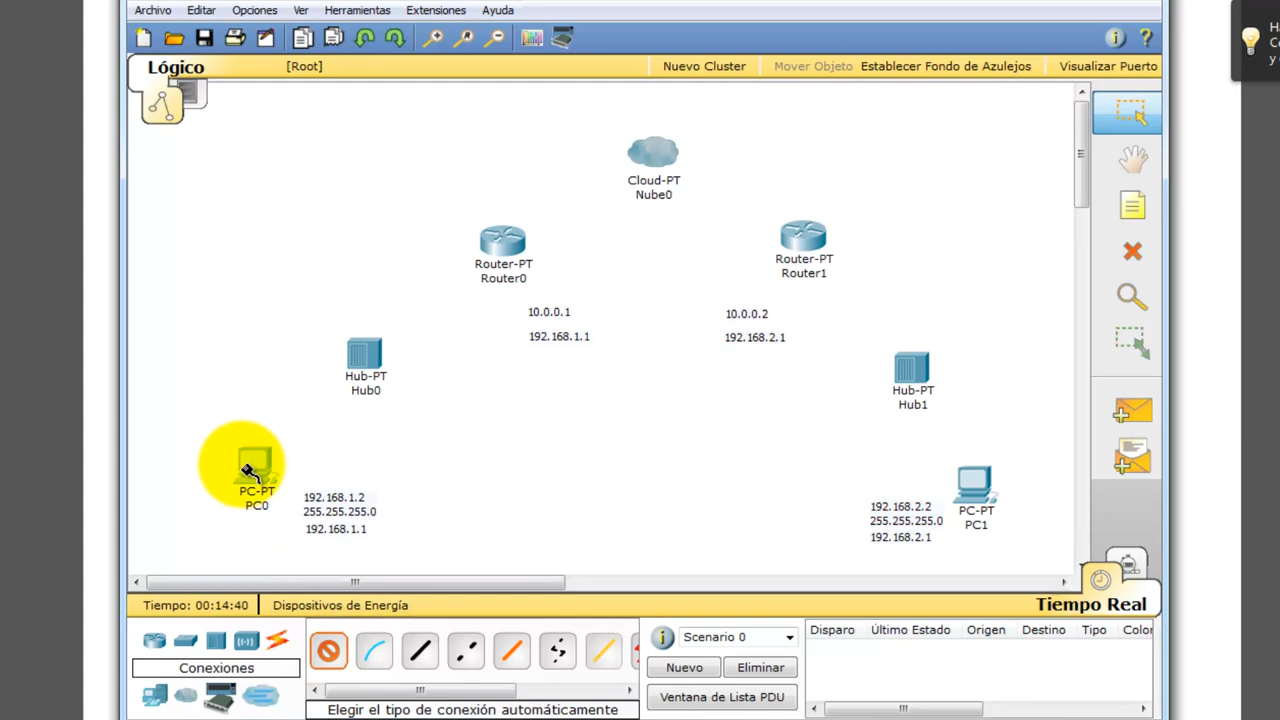 Archivo Editar Opciones Ver Herramientas Extensiones Ayuda
Lógico [Root] Nuevo Cluster Mover Objeto Establecer Fondo de Azulejos Visualizar Puerto
Cloud-PT
Nube0
Router-PT
Router0
Router-PT
Router1
10.0.0.1
192.168.1.1
10.0.0.2
192.168.2.1
Hub-PT
Hub0
Hub-PT
Hub1
PC-PT
PC0
192.168.1.2
255.255.255.0
192.168.1.1
192.168.2.2
255.255.255.0
192.168.2.1
PC-PT
PC1
Tiempo: 00:14:40 Dispositivos de Energía
Tiempo Real
Conexiones
Elegir el tipo de conexión automáticamente
Scenario 0
Nuevo Eliminar
Ventana de Lista PDU
Disparo Último Estado Origen Destino Tipo Color